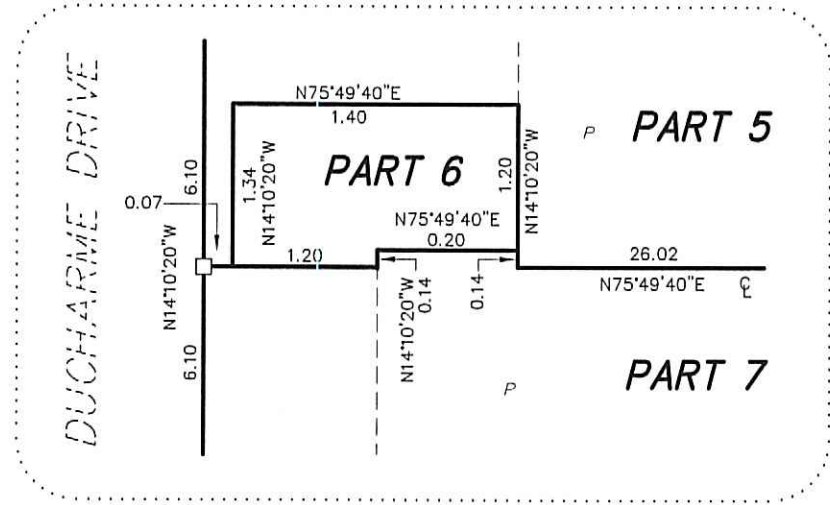 DUCHARME DRIVE
N75°49'40"E
1.40
PART 6
P
PART 5
6.10
0.07
1.34
N14°10'20"W
1.20
N14°10'20"W
N75°49'40"E
0.20
1.20
26.02
N75°49'40"E
℄
N14°10'20"W
6.10
N14°10'20"W
0.14
0.14
P
PART 7